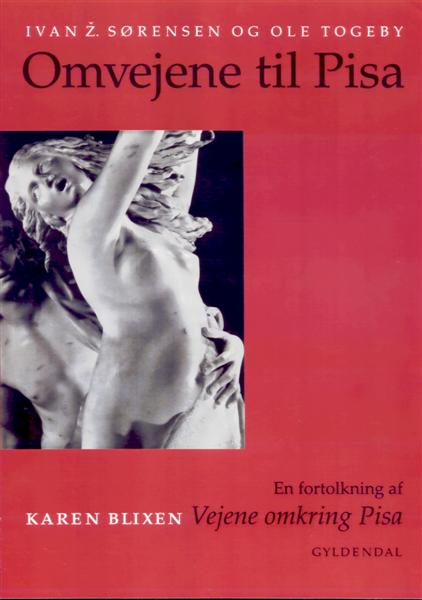 IVAN Ž. SØRENSEN OG OLE TOGEBY
Omvejene til Pisa
En fortolkning af
KAREN BLIXEN Vejene omkring Pisa
GYLDENDAL